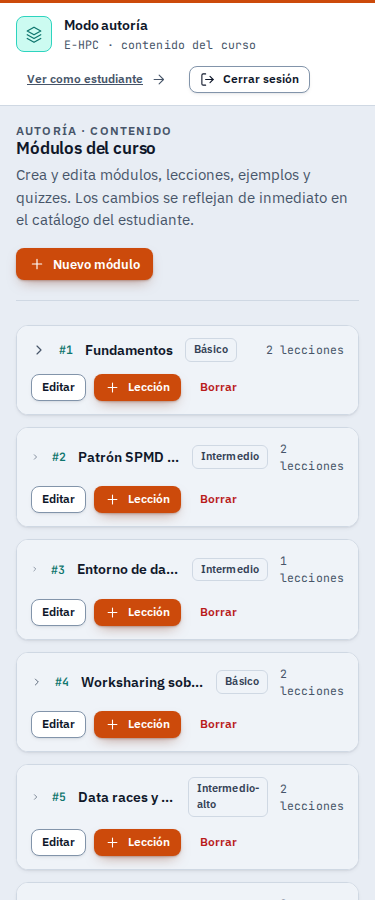 Modo autoría
E-HPC · contenido del curso
Ver como estudiante → Cerrar sesión
AUTORÍA · CONTENIDO
Módulos del curso
Crea y edita módulos, lecciones, ejemplos y
quizzes. Los cambios se reflejan de inmediato en
el catálogo del estudiante.
+ Nuevo módulo
#1 Fundamentos Básico 2 lecciones
Editar + Lección Borrar
#2 Patrón SPMD ... Intermedio 2
lecciones
Editar + Lección Borrar
#3 Entorno de da... Intermedio 1
lecciones
Editar + Lección Borrar
#4 Worksharing sob... Básico 2
lecciones
Editar + Lección Borrar
#5 Data races y ... Intermedio-
alto
2
lecciones
Editar + Lección Borrar